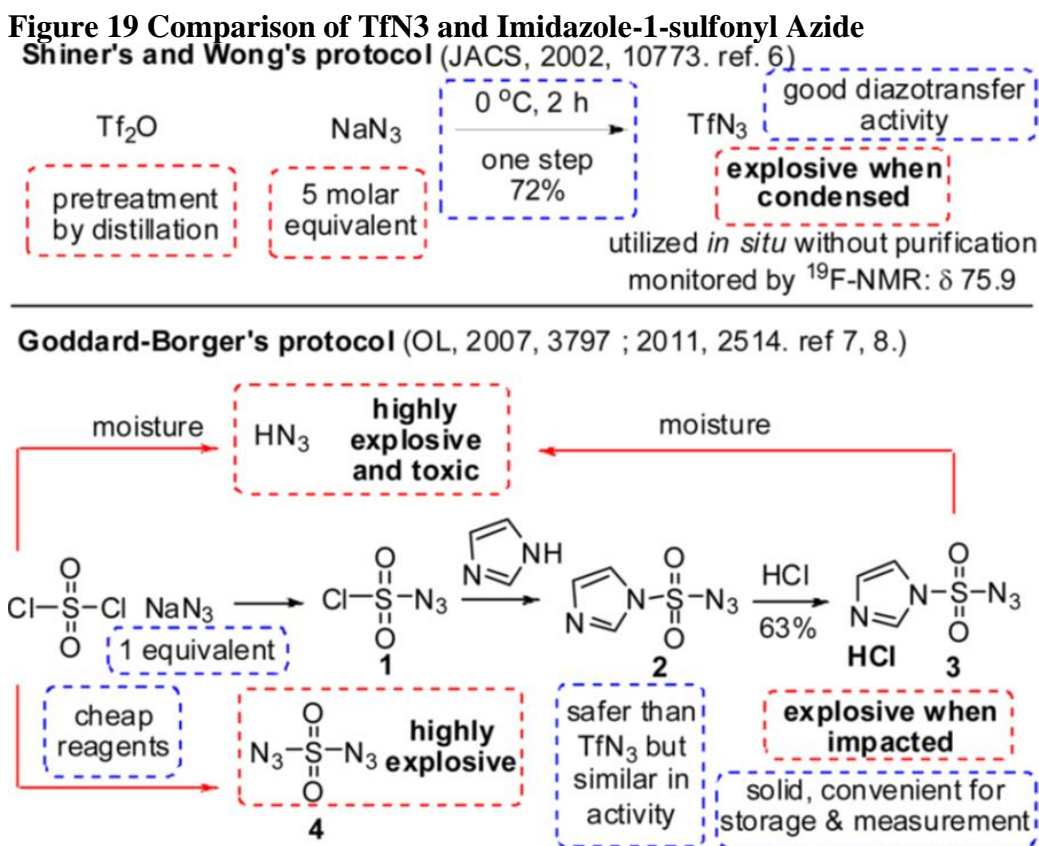 Figure 19 Comparison of TfN3 and Imidazole-1-sulfonyl Azide
Shiner's and Wong's protocol (JACS, 2002, 10773. ref. 6)
Tf₂O
pretreatment
by distillation
NaN₃
5 molar
equivalent
0 ºC, 2 h
one step
72%
TfN₃
good diazotransfer
activity
explosive when
condensed
utilized in situ without purification
monitored by ¹⁹F-NMR: δ 75.9
Goddard-Borger's protocol (OL, 2007, 3797 ; 2011, 2514. ref 7, 8.)
moisture
HN₃
highly
explosive
and toxic
moisture
O
Cl–S–Cl NaN₃
O
1 equivalent
cheap
reagents
O
Cl–S–N₃
O
1
NH
N
O
N–S–N₃
N
O
2
HCl
63%
O
N–S–N₃
N
O
HCl
3
O
N₃–S–N₃
O
4
highly
explosive
safer than
TfN₃ but
similar in
activity
explosive when
impacted
solid, convenient for
storage & measurement